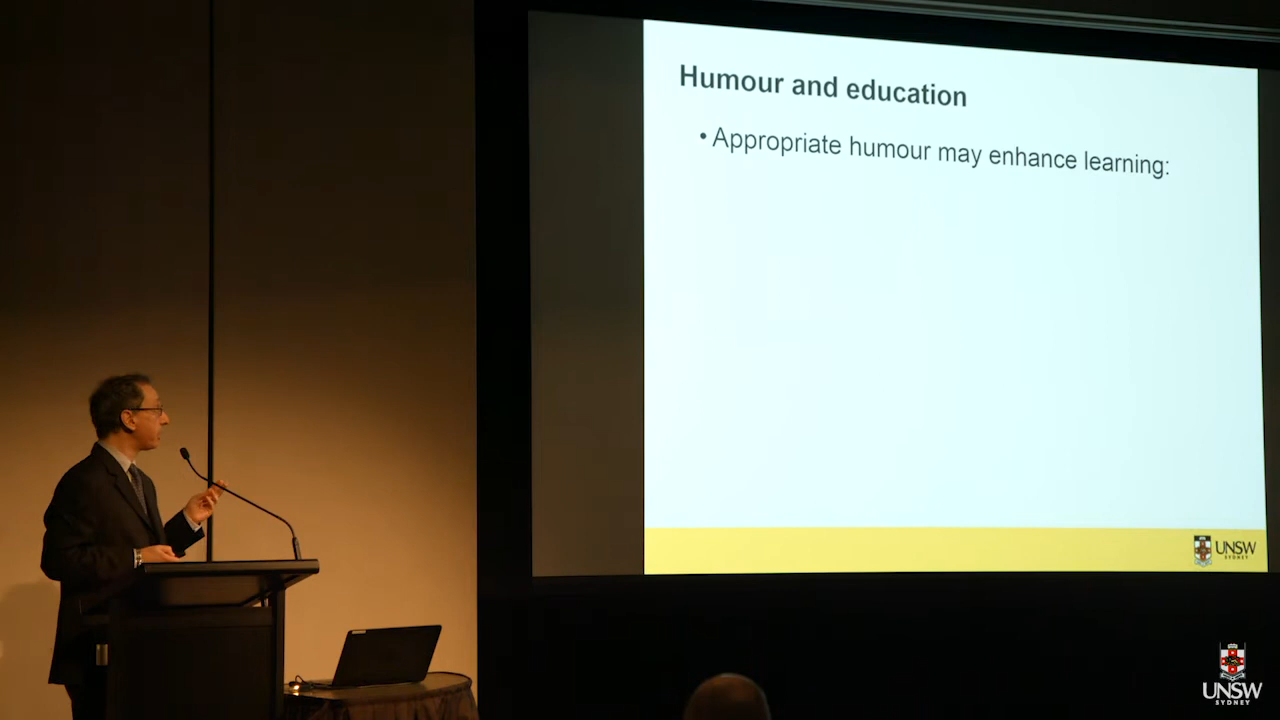 Humour and education
• Appropriate humour may enhance learning:
UNSW
SYDNEY
UNSW
SYDNEY